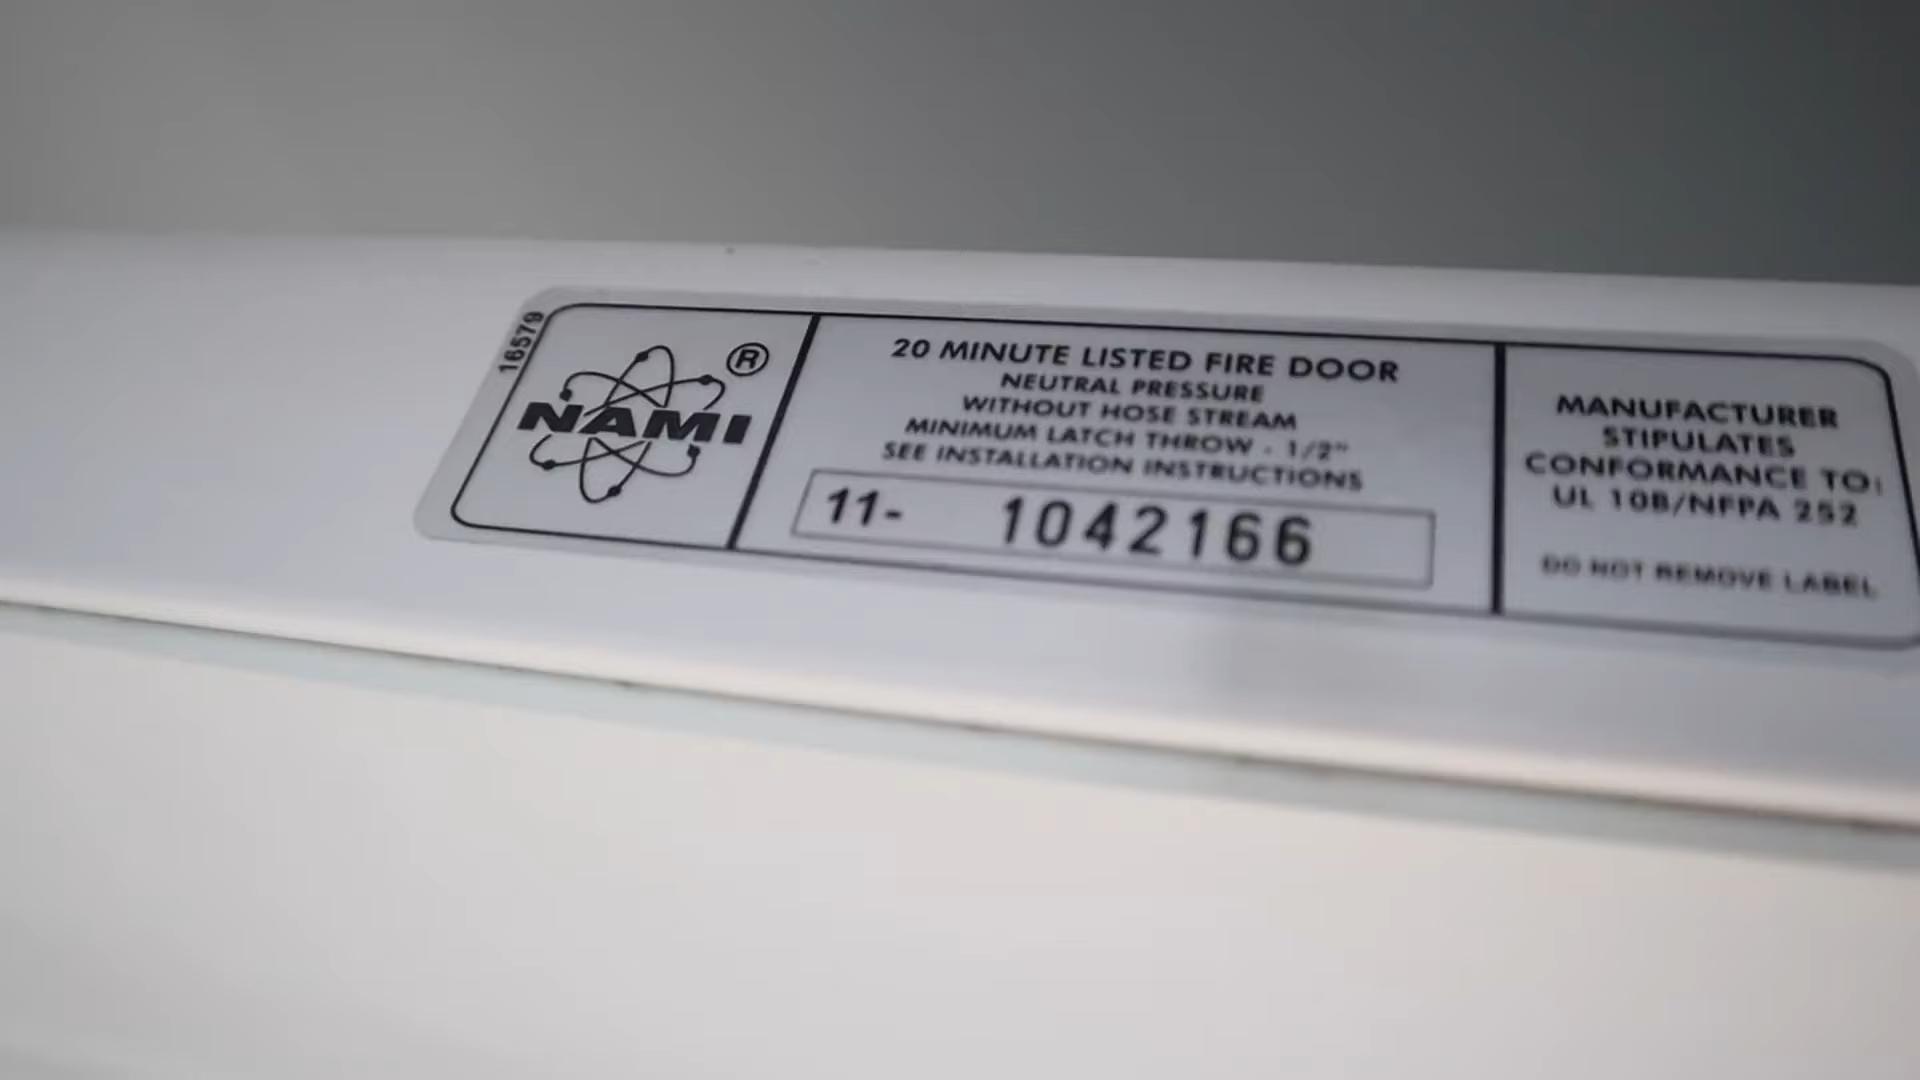 16579
NAMI ®
20 MINUTE LISTED FIRE DOOR
NEUTRAL PRESSURE
WITHOUT HOSE STREAM
MINIMUM LATCH THROW - 1/2"
SEE INSTALLATION INSTRUCTIONS
11- 1042166
MANUFACTURER
STIPULATES
CONFORMANCE TO:
UL 10B/NFPA 252
DO NOT REMOVE LABEL